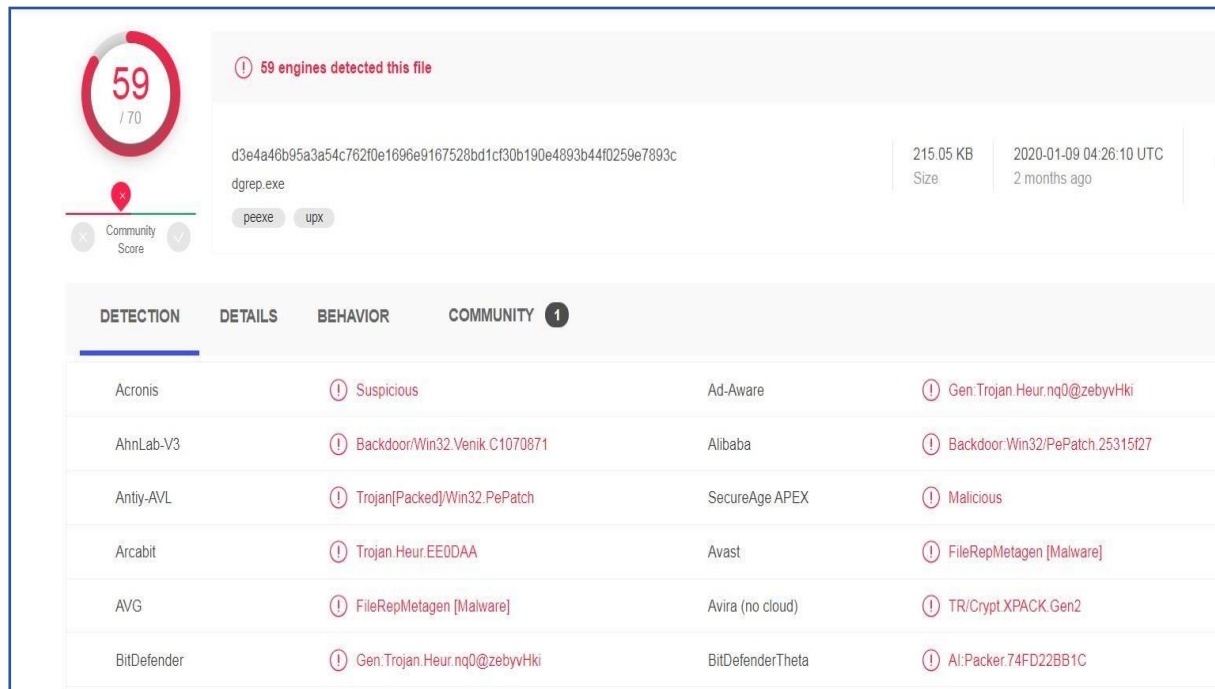 59
/ 70
Community
Score
59 engines detected this file
d3e4a46b95a3a54c762f0e1696e9167528bd1cf30b190e4893b44f0259e7893c
dgrep.exe
peexe upx
215.05 KB
Size
2020-01-09 04:26:10 UTC
2 months ago
DETECTION DETAILS BEHAVIOR COMMUNITY 1
Acronis Suspicious Ad-Aware Gen:Trojan.Heur.nq0@zebyvHki
AhnLab-V3 Backdoor/Win32.Venik.C1070871 Alibaba Backdoor:Win32/PePatch.25315f27
Antiy-AVL Trojan[Packed]/Win32.PePatch SecureAge APEX Malicious
Arcabit Trojan.Heur.EE0DAA Avast FileRepMetagen [Malware]
AVG FileRepMetagen [Malware] Avira (no cloud) TR/Crypt.XPACK.Gen2
BitDefender Gen:Trojan.Heur.nq0@zebyvHki BitDefenderTheta AI:Packer.74FD22BB1C